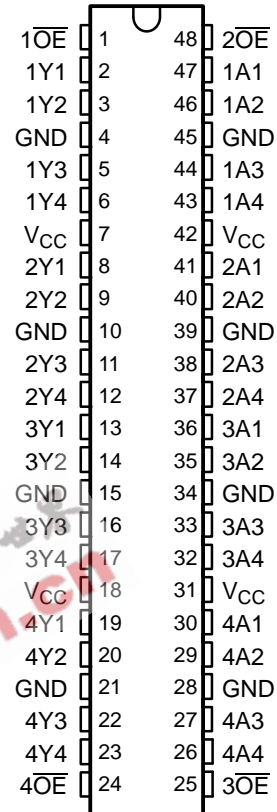 1O̅E̅ 1 48 2O̅E̅
1Y1 2 47 1A1
1Y2 3 46 1A2
GND 4 45 GND
1Y3 5 44 1A3
1Y4 6 43 1A4
VCC 7 42 VCC
2Y1 8 41 2A1
2Y2 9 40 2A2
GND 10 39 GND
2Y3 11 38 2A3
2Y4 12 37 2A4
3Y1 13 36 3A1
3Y2 14 35 3A2
GND 15 34 GND
3Y3 16 33 3A3
3Y4 17 32 3A4
VCC 18 31 VCC
4Y1 19 30 4A1
4Y2 20 29 4A2
GND 21 28 GND
4Y3 22 27 4A3
4Y4 23 26 4A4
4O̅E̅ 24 25 3O̅E̅